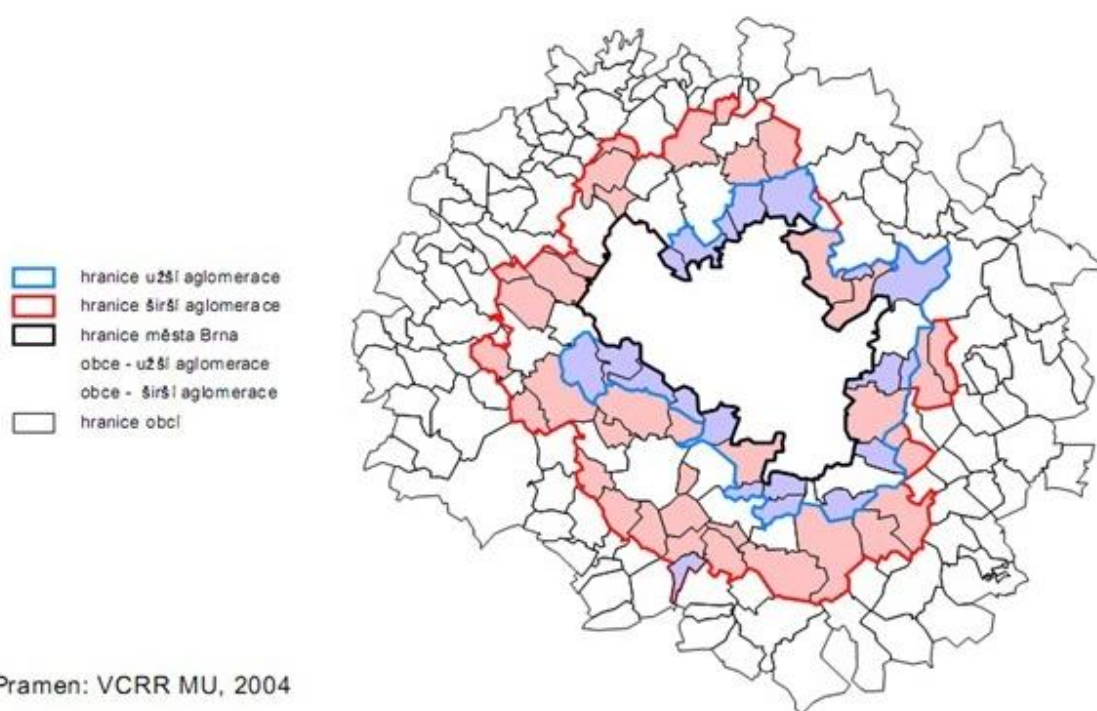 hranice užší aglomerace
hranice širší aglomerace
hranice města Brna
obce - užší aglomerace
obce - širší aglomerace
hranice obcí
Pramen: VCRR MU, 2004